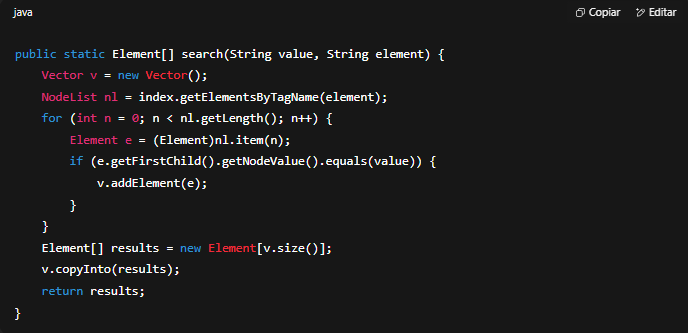 java
Copiar
Editar
public static Element[] search(String value, String element) {
    Vector v = new Vector();
    NodeList nl = index.getElementsByTagName(element);
    for (int n = 0; n < nl.getLength(); n++) {
        Element e = (Element)nl.item(n);
        if (e.getFirstChild().getNodeValue().equals(value)) {
            v.addElement(e);
        }
    }
    Element[] results = new Element[v.size()];
    v.copyInto(results);
    return results;
}